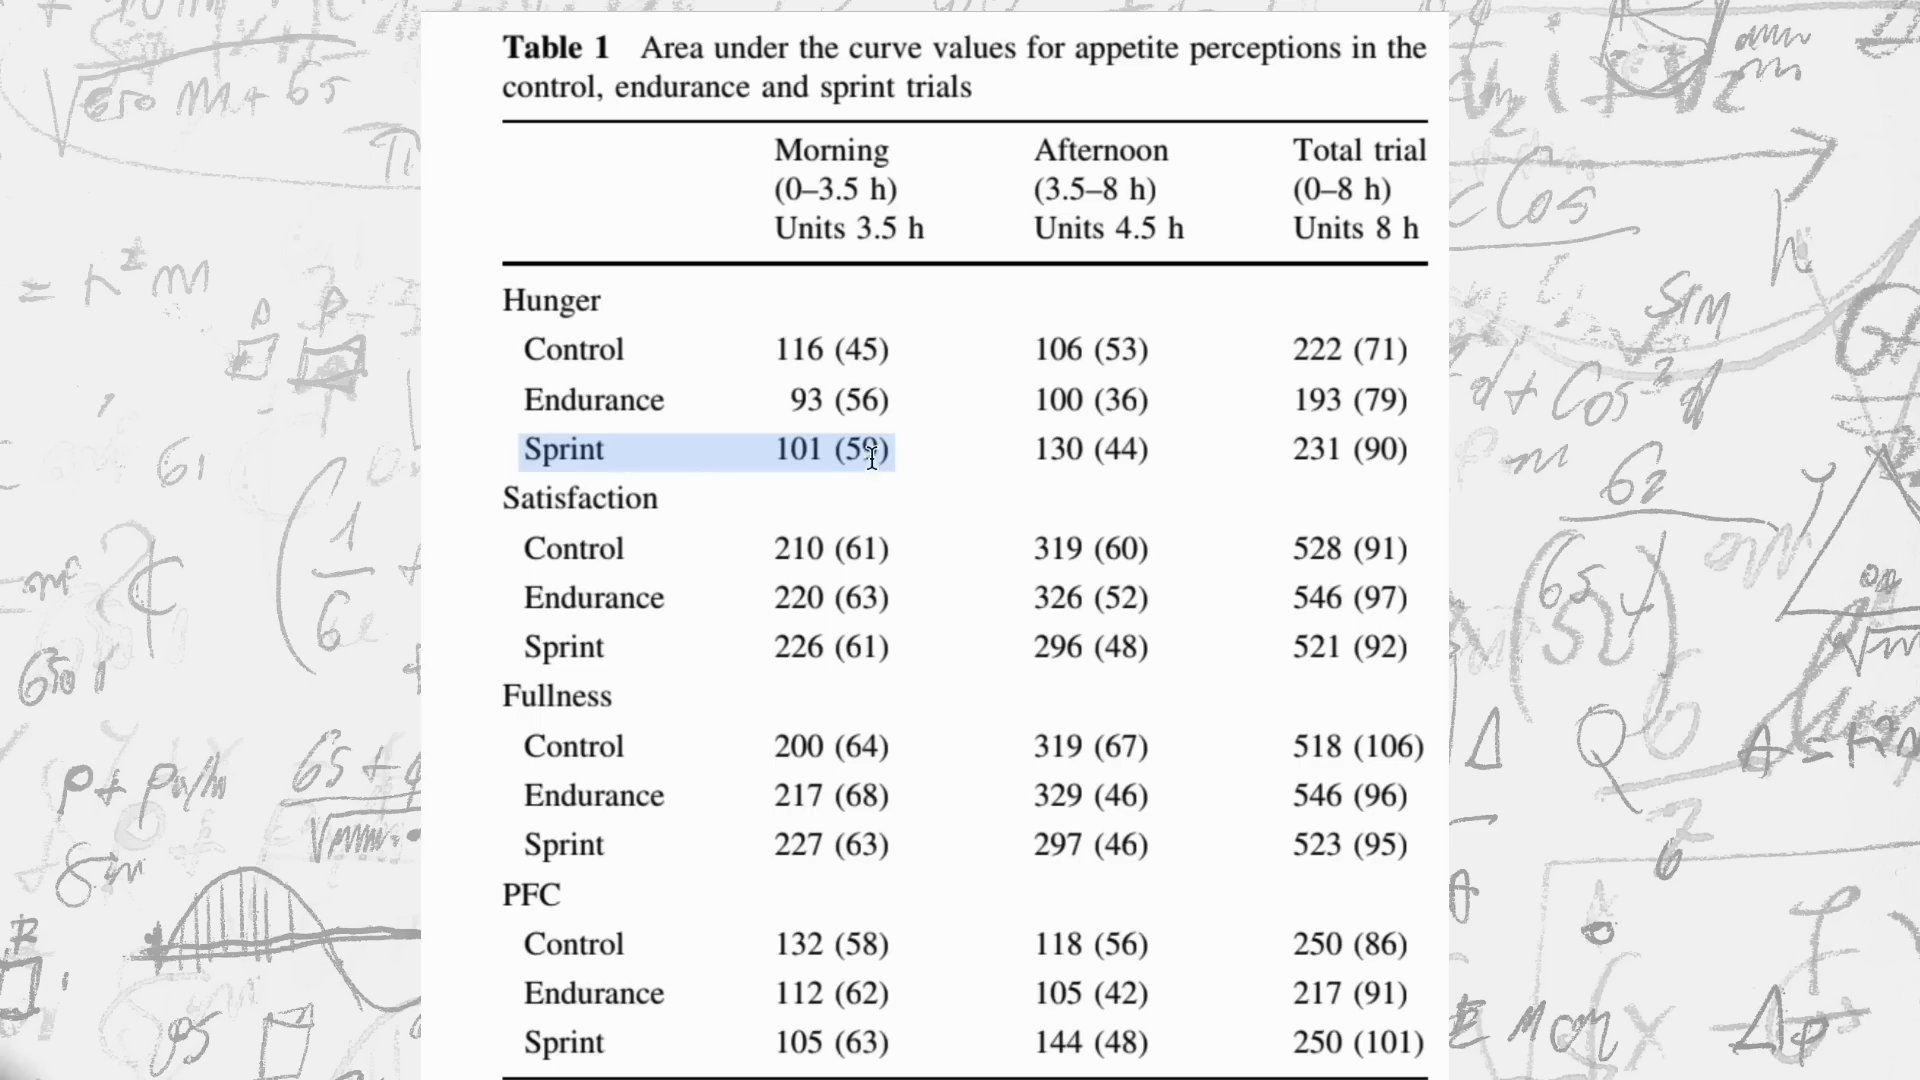 Table 1 Area under the curve values for appetite perceptions in the
control, endurance and sprint trials
Morning Afternoon Total trial
(0–3.5 h) (3.5–8 h) (0–8 h)
Units 3.5 h Units 4.5 h Units 8 h
Hunger
Control 116 (45) 106 (53) 222 (71)
Endurance 93 (56) 100 (36) 193 (79)
Sprint 101 (59) 130 (44) 231 (90)
Satisfaction
Control 210 (61) 319 (60) 528 (91)
Endurance 220 (63) 326 (52) 546 (97)
Sprint 226 (61) 296 (48) 521 (92)
Fullness
Control 200 (64) 319 (67) 518 (106)
Endurance 217 (68) 329 (46) 546 (96)
Sprint 227 (63) 297 (46) 523 (95)
PFC
Control 132 (58) 118 (56) 250 (86)
Endurance 112 (62) 105 (42) 217 (91)
Sprint 105 (63) 144 (48) 250 (101)